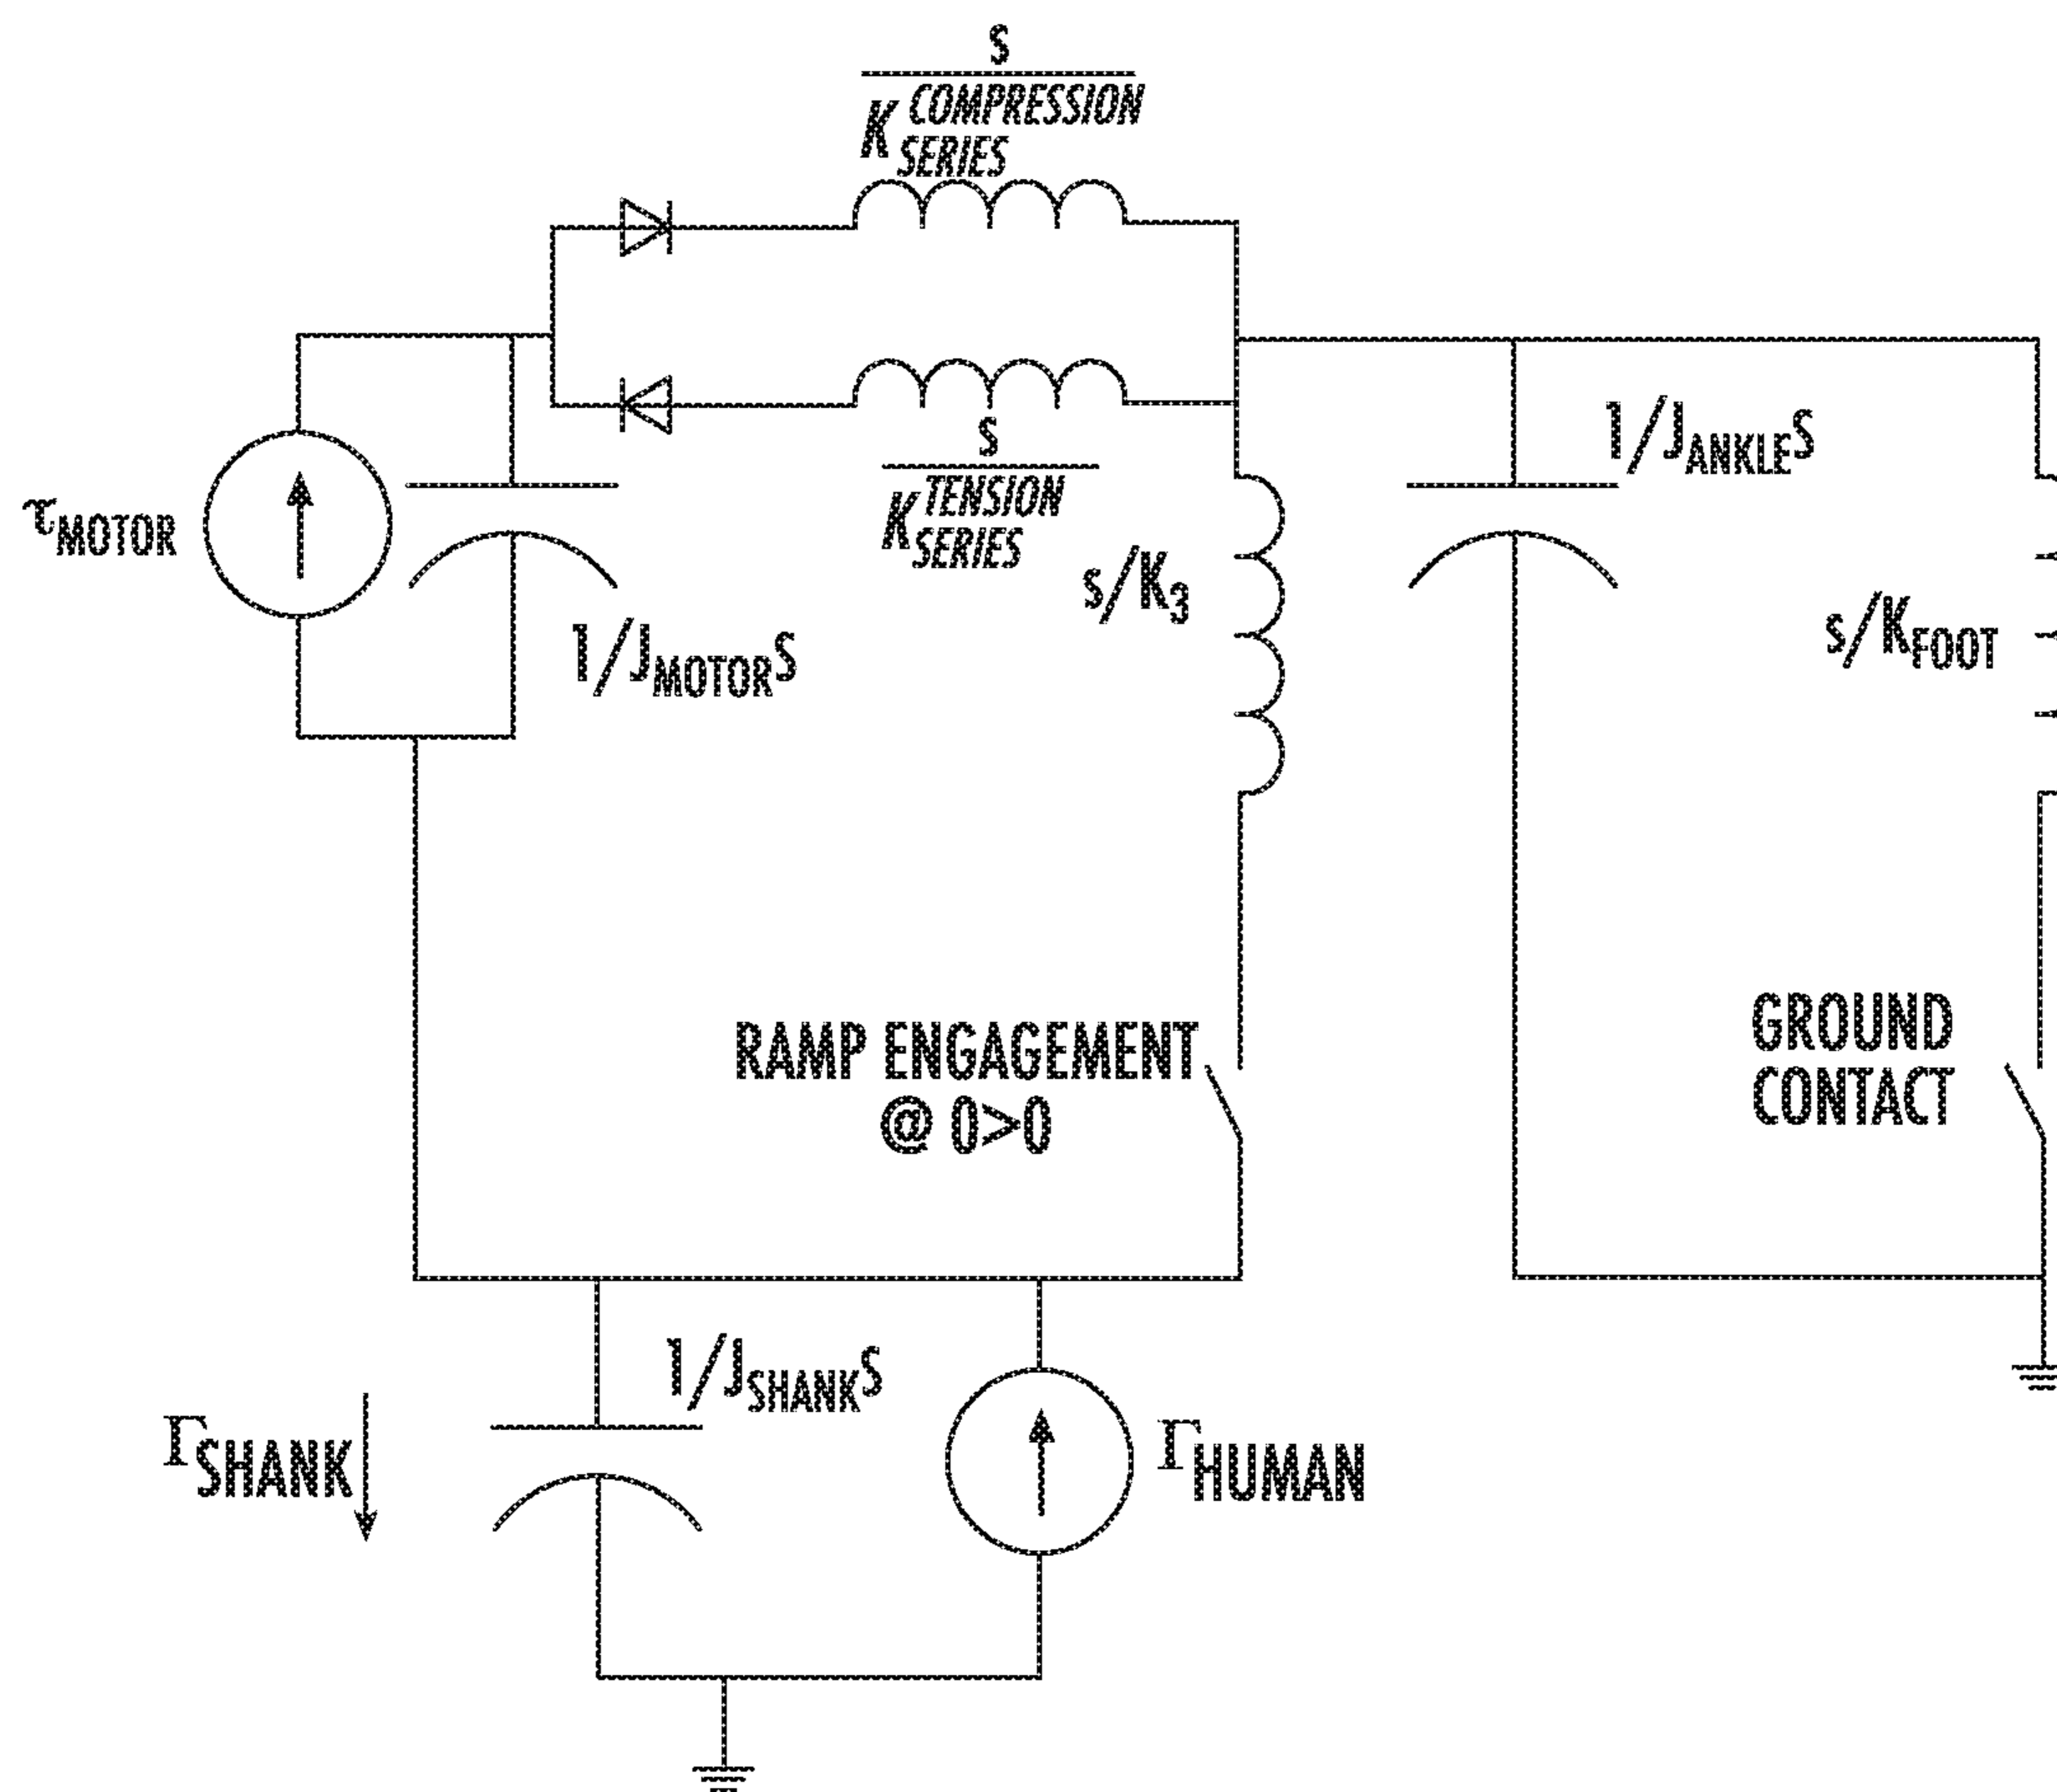 s
K SERIES COMPRESSION
s
K SERIES TENSION
τMOTOR
1/JMOTORS
s/K3
1/JANKLES
s/KFOOT
RAMP ENGAGEMENT
@ 0>0
GROUND
CONTACT
1/JSHANKS
ΓSHANK
ΓHUMAN